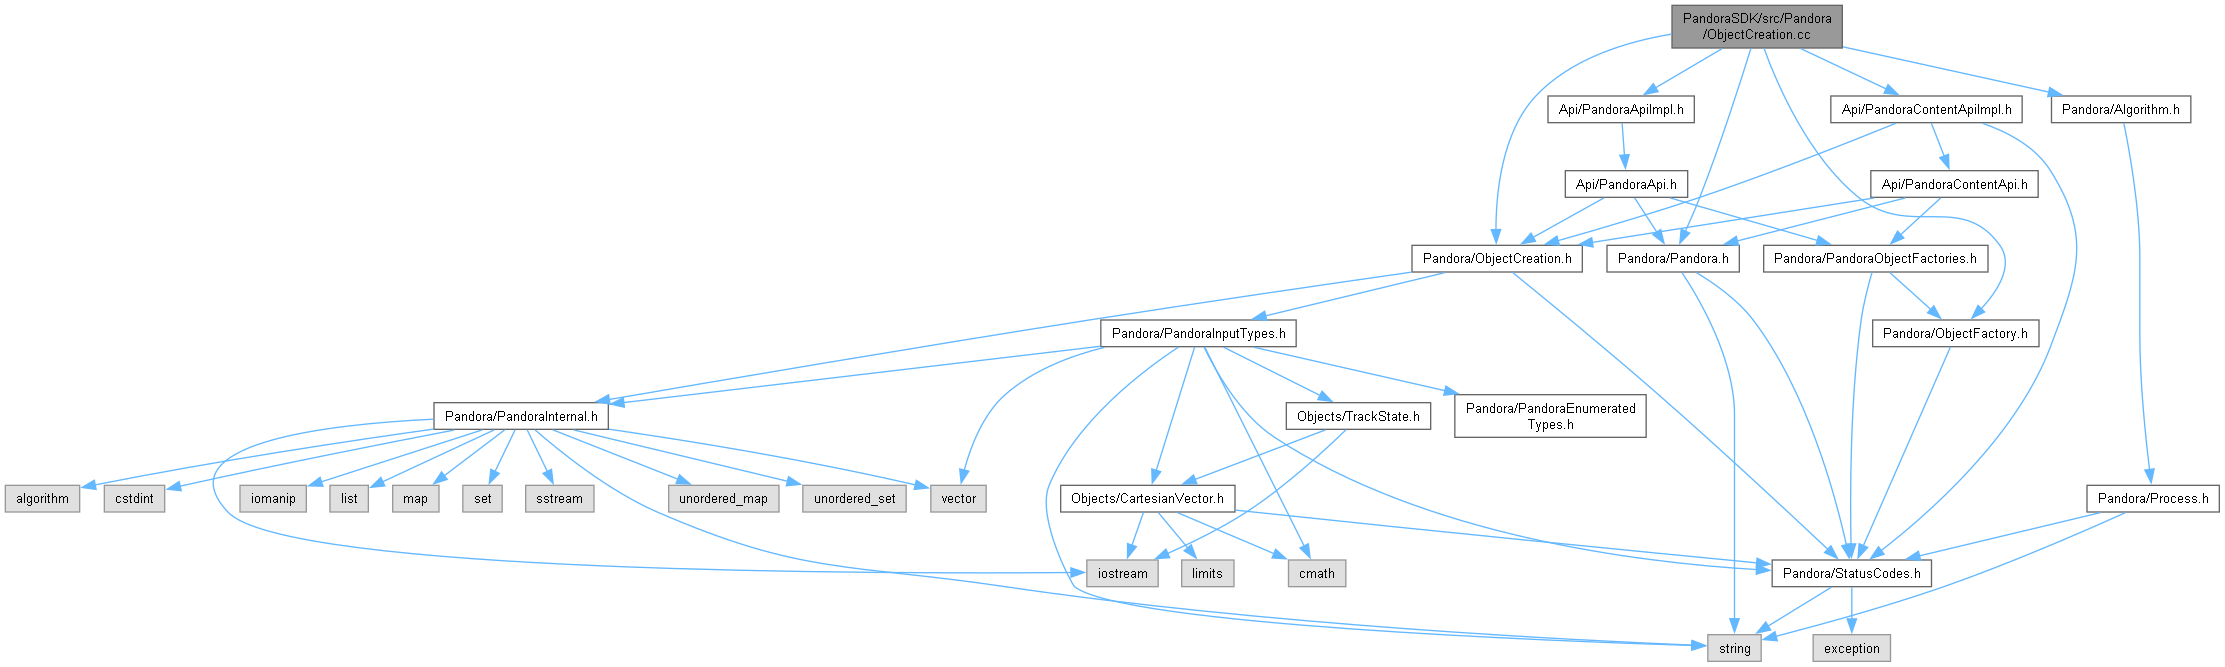 PandoraSDK/src/Pandora
/ObjectCreation.cc
Api/PandoraApiImpl.h
Api/PandoraContentApiImpl.h
Pandora/Algorithm.h
Api/PandoraApi.h
Api/PandoraContentApi.h
Pandora/ObjectCreation.h
Pandora/Pandora.h
Pandora/PandoraObjectFactories.h
Pandora/PandoraInputTypes.h
Pandora/ObjectFactory.h
Pandora/PandoraInternal.h
Objects/TrackState.h
Pandora/PandoraEnumerated
Types.h
algorithm
cstdint
iomanip
list
map
set
sstream
unordered_map
unordered_set
vector
Objects/CartesianVector.h
Pandora/Process.h
iostream
limits
cmath
Pandora/StatusCodes.h
string
exception